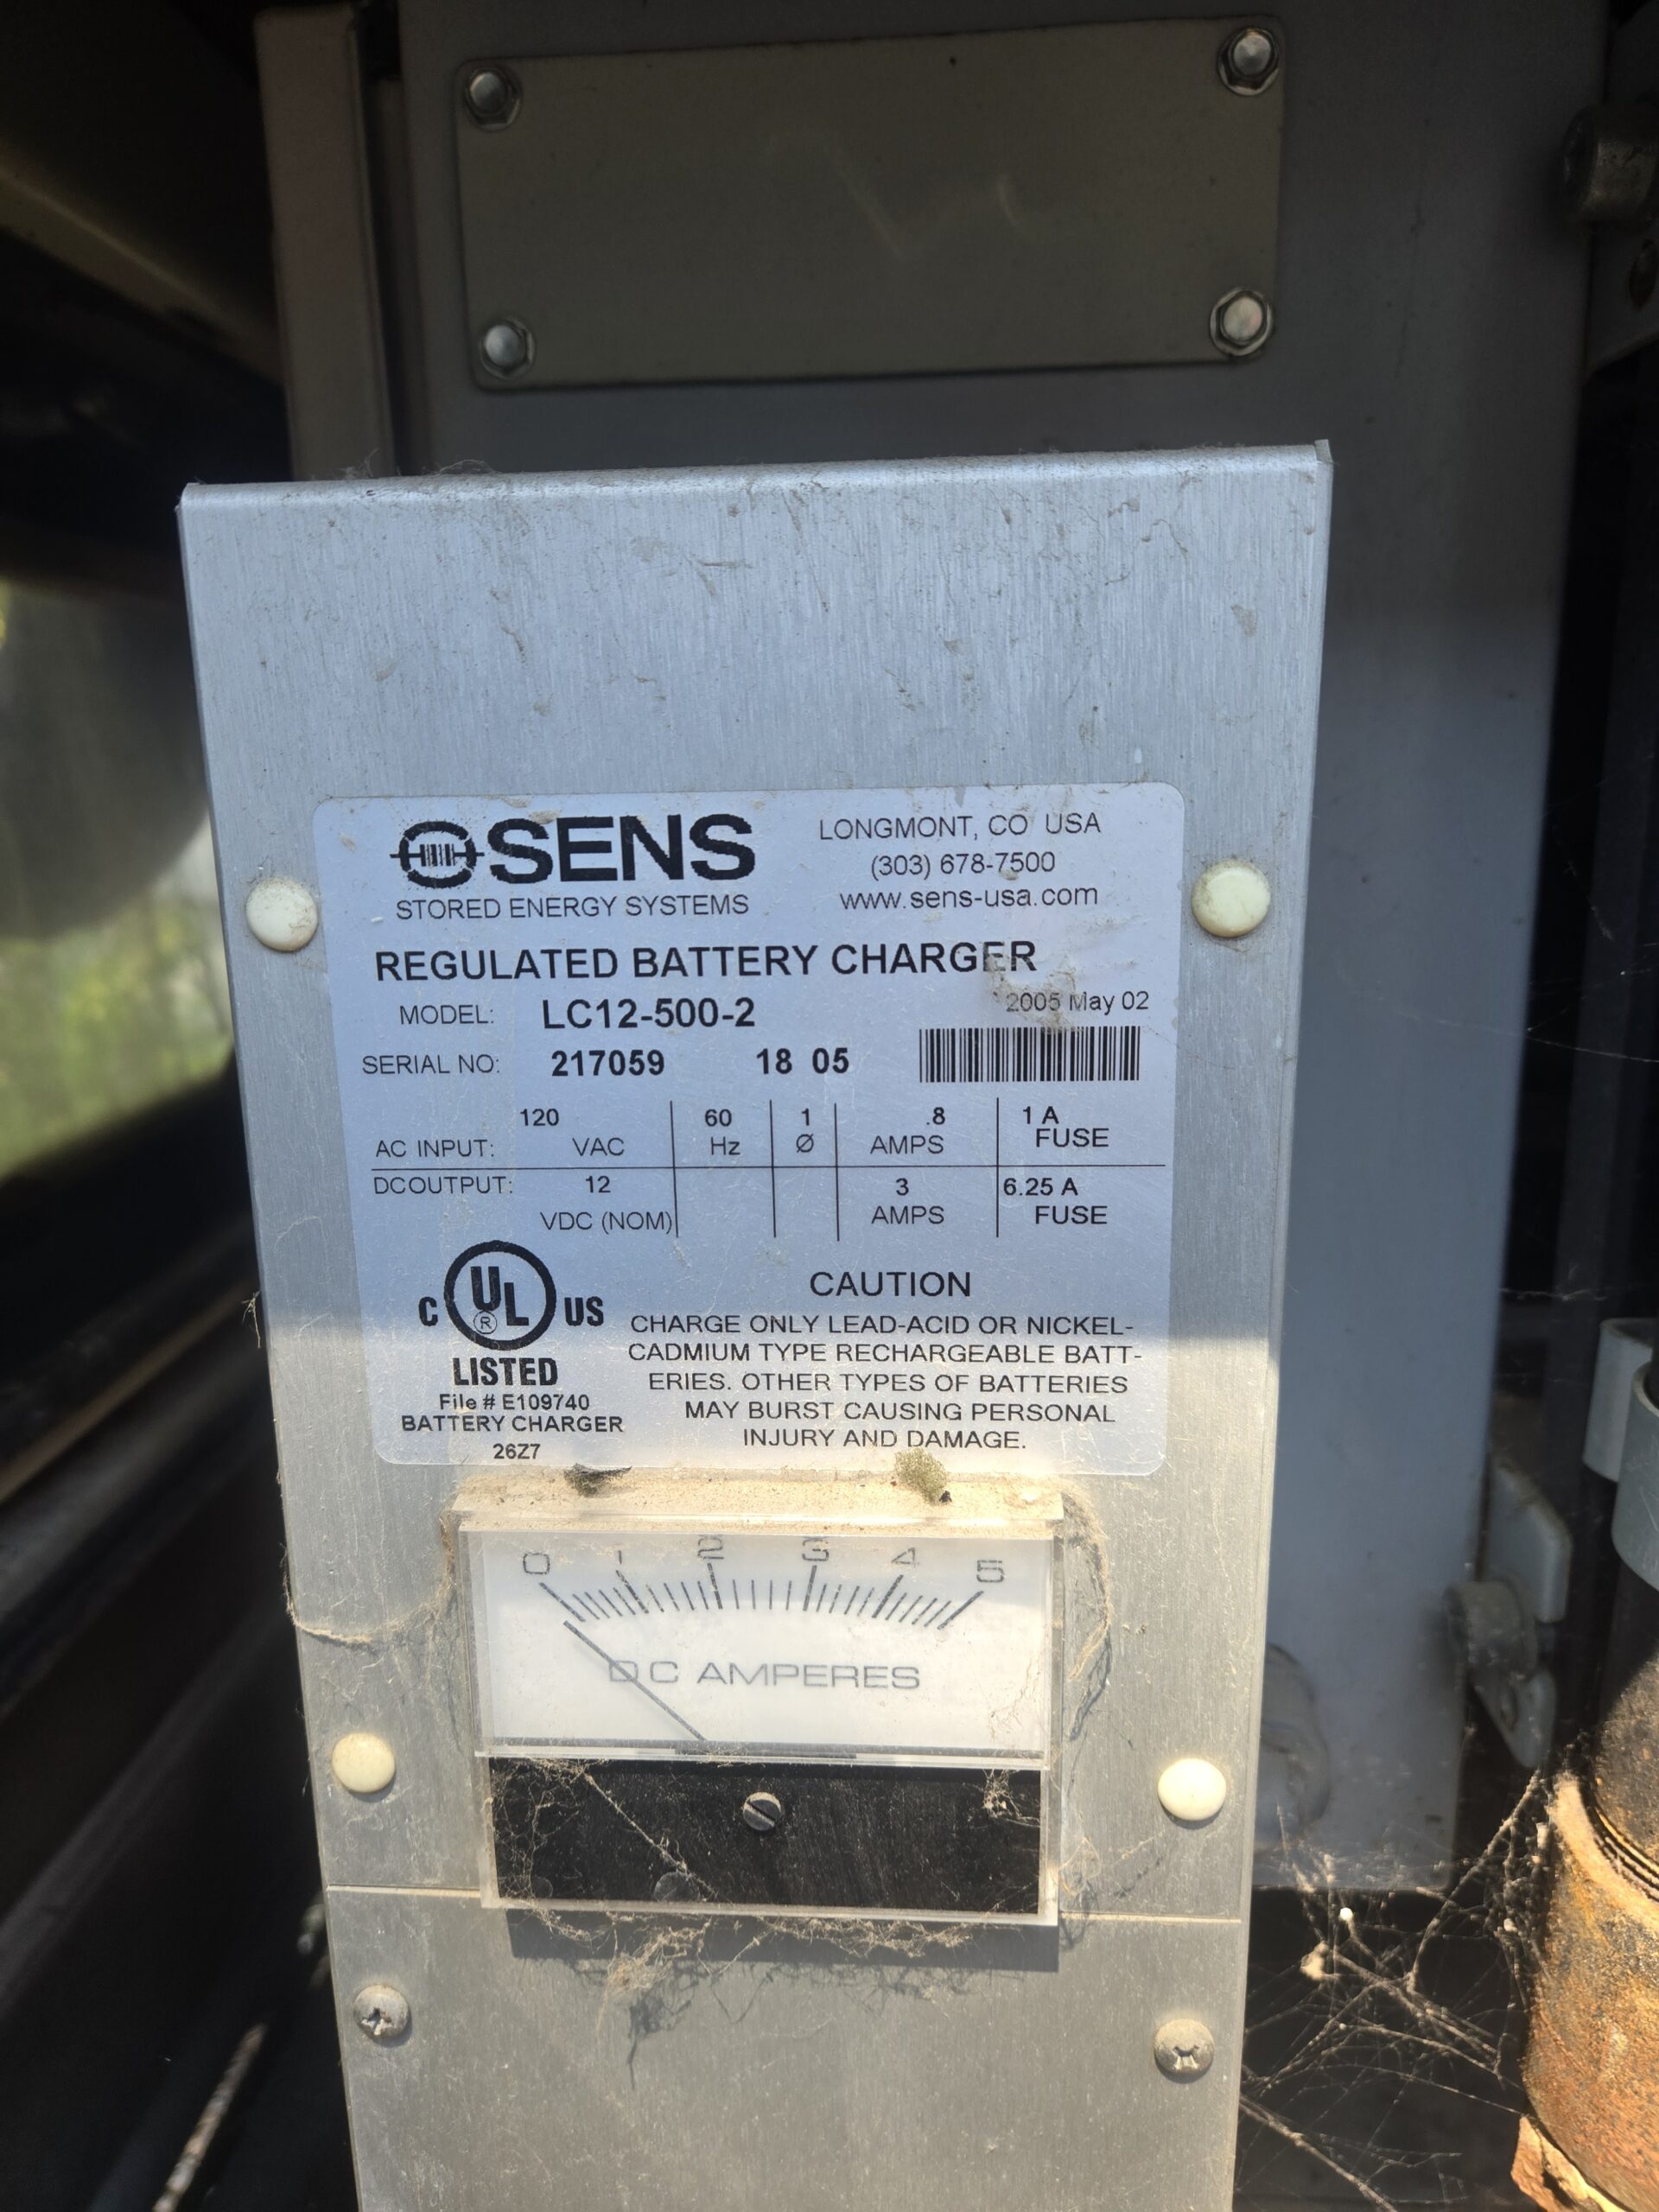 SENS
STORED ENERGY SYSTEMS
LONGMONT, CO USA
(303) 678-7500
www.sens-usa.com
REGULATED BATTERY CHARGER
2005 May 02
MODEL: LC12-500-2
SERIAL NO: 217059 18 05
120 60 1 .8 1 A
AC INPUT: VAC Hz Ø AMPS FUSE
DCOUTPUT: 12 3 6.25 A
VDC (NOM) AMPS FUSE
C UL ® US
LISTED
File # E109740
BATTERY CHARGER
26Z7
CAUTION
CHARGE ONLY LEAD-ACID OR NICKEL-
CADMIUM TYPE RECHARGEABLE BATT-
ERIES. OTHER TYPES OF BATTERIES
MAY BURST CAUSING PERSONAL
INJURY AND DAMAGE.
0 1 2 3 4 5
DC AMPERES